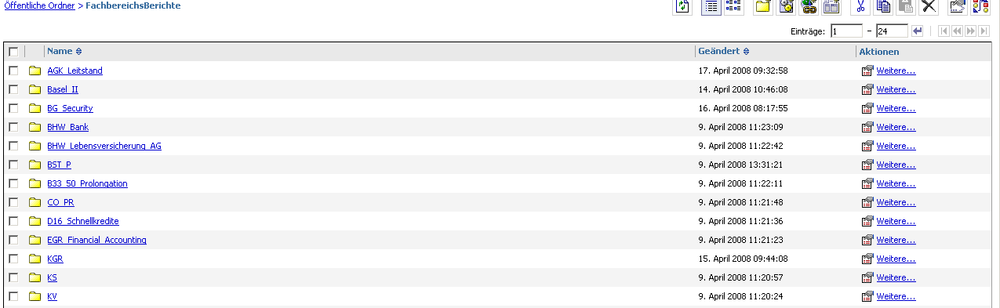 Öffentliche Ordner > FachbereichsBerichte
Einträge: 1 - 24
Name Geändert Aktionen
AGK_Leitstand 17. April 2008 09:32:58 Weitere...
Basel_II 14. April 2008 10:46:08 Weitere...
BG_Security 16. April 2008 08:17:55 Weitere...
BHW_Bank 9. April 2008 11:23:09 Weitere...
BHW_Lebensversicherung_AG 9. April 2008 11:22:42 Weitere...
BST_P 9. April 2008 13:31:21 Weitere...
B33_50_Prolongation 9. April 2008 11:22:11 Weitere...
CO_PR 9. April 2008 11:21:48 Weitere...
D16_Schnellkredite 9. April 2008 11:21:36 Weitere...
EGR_Financial_Accounting 9. April 2008 11:21:23 Weitere...
KGR 15. April 2008 09:44:08 Weitere...
KS 9. April 2008 11:20:57 Weitere...
KV 9. April 2008 11:20:24 Weitere...